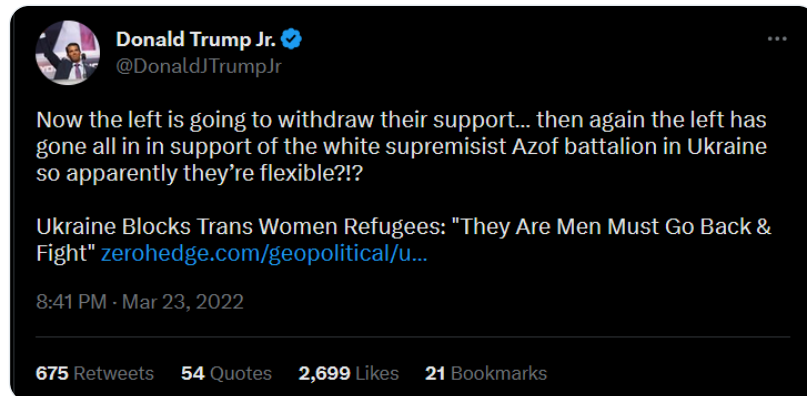 Donald Trump Jr.
@DonaldJTrumpJr
Now the left is going to withdraw their support... then again the left has
gone all in in support of the white supremisist Azof battalion in Ukraine
so apparently they're flexible?!?
Ukraine Blocks Trans Women Refugees: "They Are Men Must Go Back &
Fight" zerohedge.com/geopolitical/u...
8:41 PM · Mar 23, 2022
675 Retweets 54 Quotes 2,699 Likes 21 Bookmarks